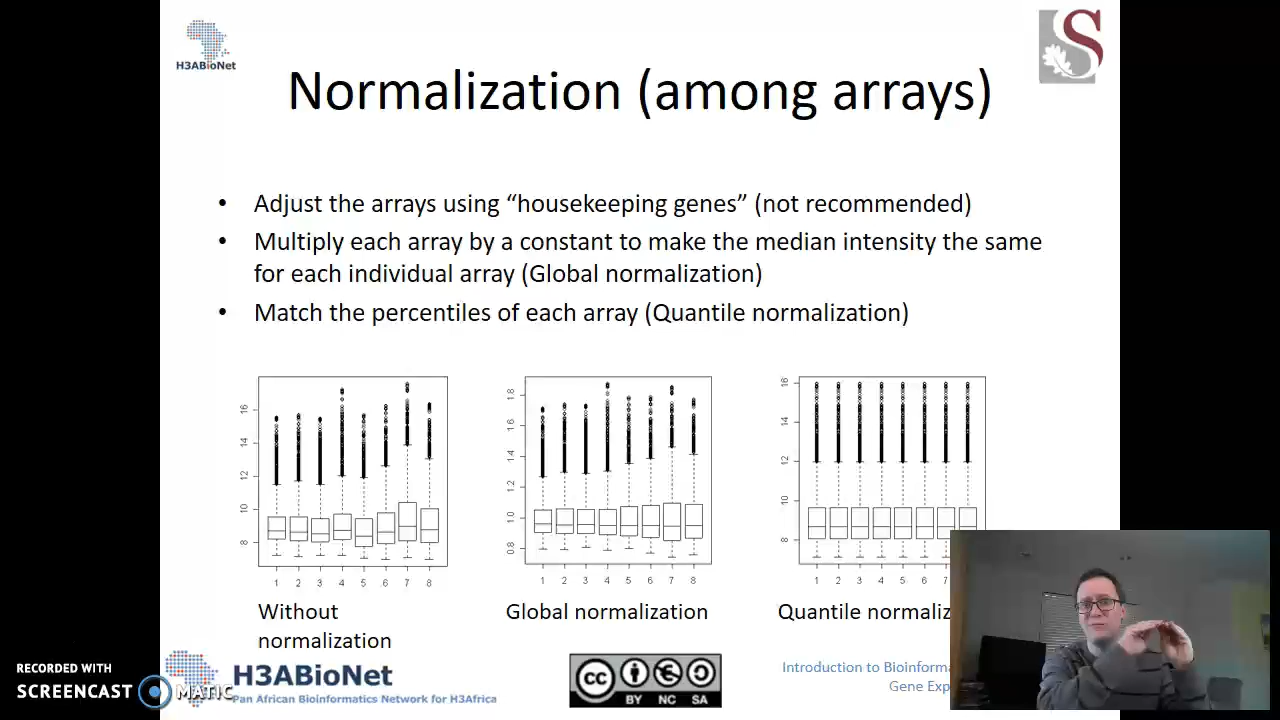 H3ABioNet
S
Normalization (among arrays)
• Adjust the arrays using “housekeeping genes” (not recommended)
• Multiply each array by a constant to make the median intensity the same
for each individual array (Global normalization)
• Match the percentiles of each array (Quantile normalization)
16
14
12
10
8
1 2 3 4 5 6 7 8
1.8
1.6
1.4
1.2
1.0
0.8
1 2 3 4 5 6 7 8
16
14
12
10
8
1 2 3 4 5 6 7
Without
normalization
Global normalization
Quantile normaliz
RECORDED WITH
SCREENCAST MATIC
H3ABioNet
Pan African Bioinformatics Network for H3Africa
cc
BY NC SA
Introduction to Bioinforma
Gene Exp